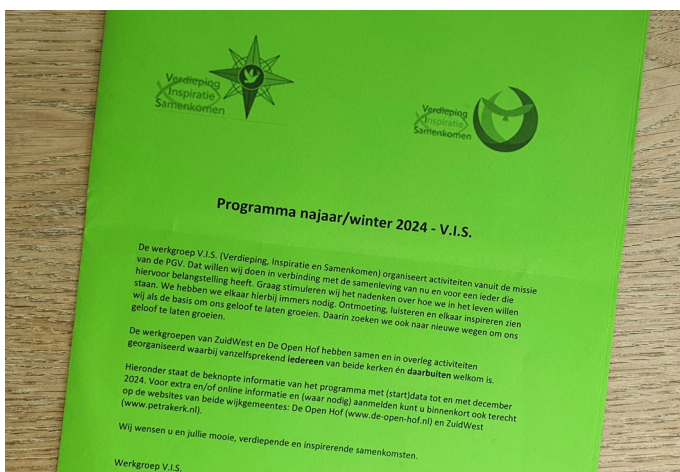 Verdieping
Inspiratie
Samenkomen
Verdieping
Inspiratie
Samenkomen
Programma najaar/winter 2024 - V.I.S.
De werkgroep V.I.S. (Verdieping, Inspiratie en Samenkomen) organiseert activiteiten vanuit de missie
van de PGV. Dat willen wij doen in verbinding met de samenleving van nu en voor een ieder die
hiervoor belangstelling heeft. Graag stimuleren wij het nadenken over hoe we in het leven willen
staan. We hebben we elkaar hierbij immers nodig. Ontmoeting, luisteren en elkaar inspireren zien
wij als de basis om ons geloof te laten groeien. Daarin zoeken we ook naar nieuwe wegen om ons
geloof te laten groeien.
De werkgroepen van ZuidWest en De Open Hof hebben samen en in overleg activiteiten
georganiseerd waarbij vanzelfsprekend iedereen van beide kerken én daarbuiten welkom is.
Hieronder staat de beknopte informatie van het programma met (start)data tot en met december
2024. Voor extra en/of online informatie en (waar nodig) aanmelden kunt u binnenkort ook terecht
op de websites van beide wijkgemeentes: De Open Hof (www.de-open-hof.nl) en ZuidWest
(www.petrakerk.nl).
Wij wensen u en jullie mooie, verdiepende en inspirerende samenkomsten.
Werkgroep V.I.S.